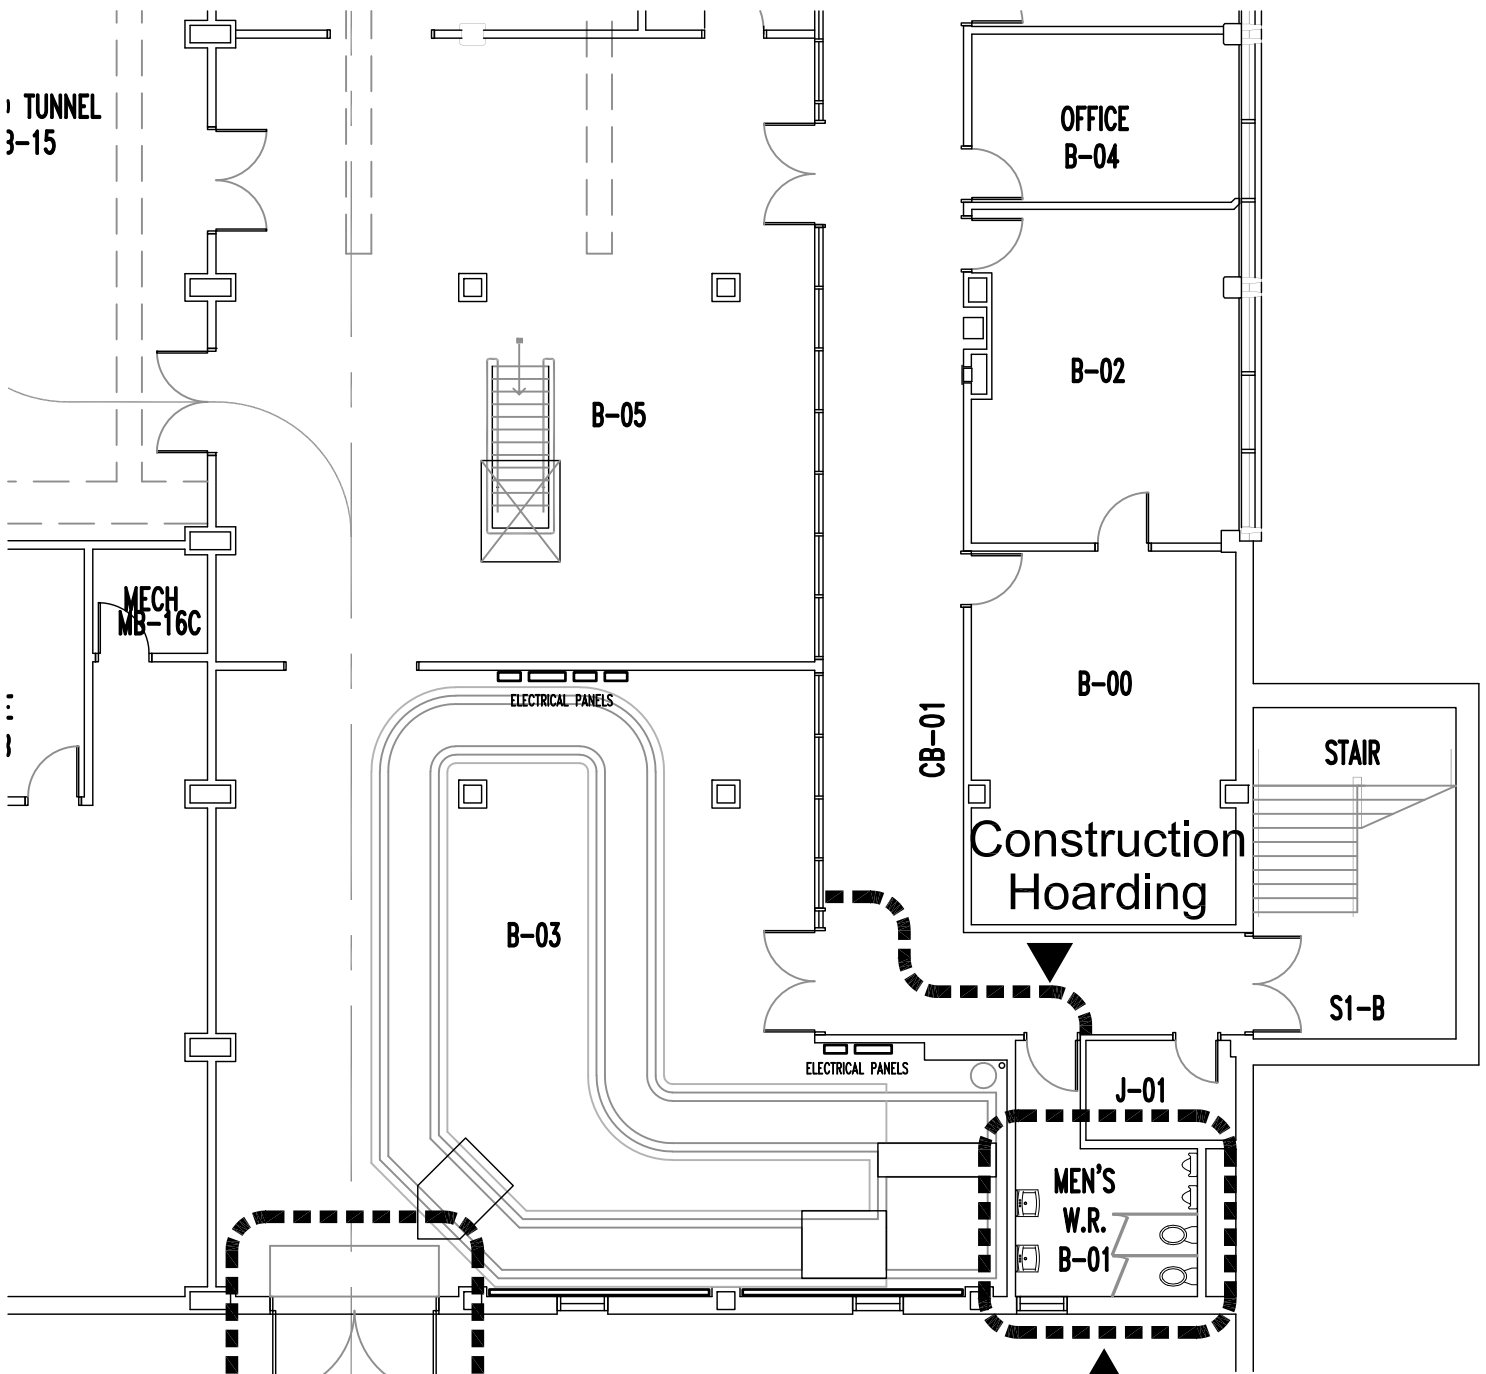 TUNNEL
B-15
OFFICE
B-04
B-02
B-05
MECH
MB-16C
B-00
ELECTRICAL PANELS
CB-01
STAIR
Construction
Hoarding
B-03
S1-B
ELECTRICAL PANELS
J-01
MEN'S
W.R.
B-01